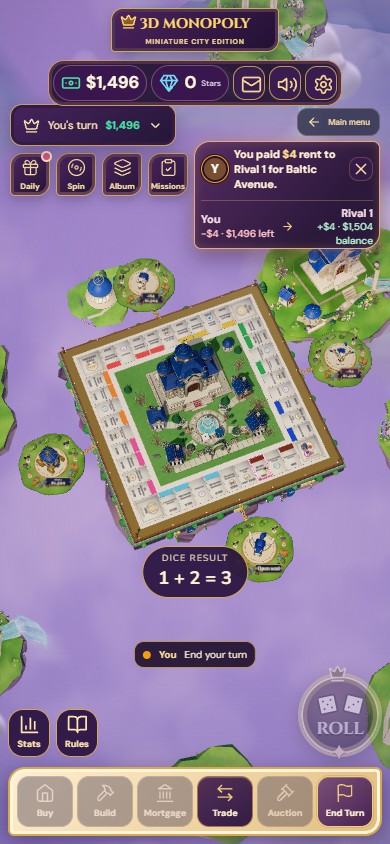 3D MONOPOLY
MINIATURE CITY EDITION
$1,496
0 Stars
You's turn $1,496
Main menu
Daily
Spin
Album
Missions
Y
You paid $4 rent to
Rival 1 for Baltic
Avenue.
You
−$4 · $1,496 left
Rival 1
+$4 · $1,504
balance
DICE RESULT
1 + 2 = 3
You End your turn
ROLL
Stats
Rules
Buy
Build
Mortgage
Trade
Auction
End Turn